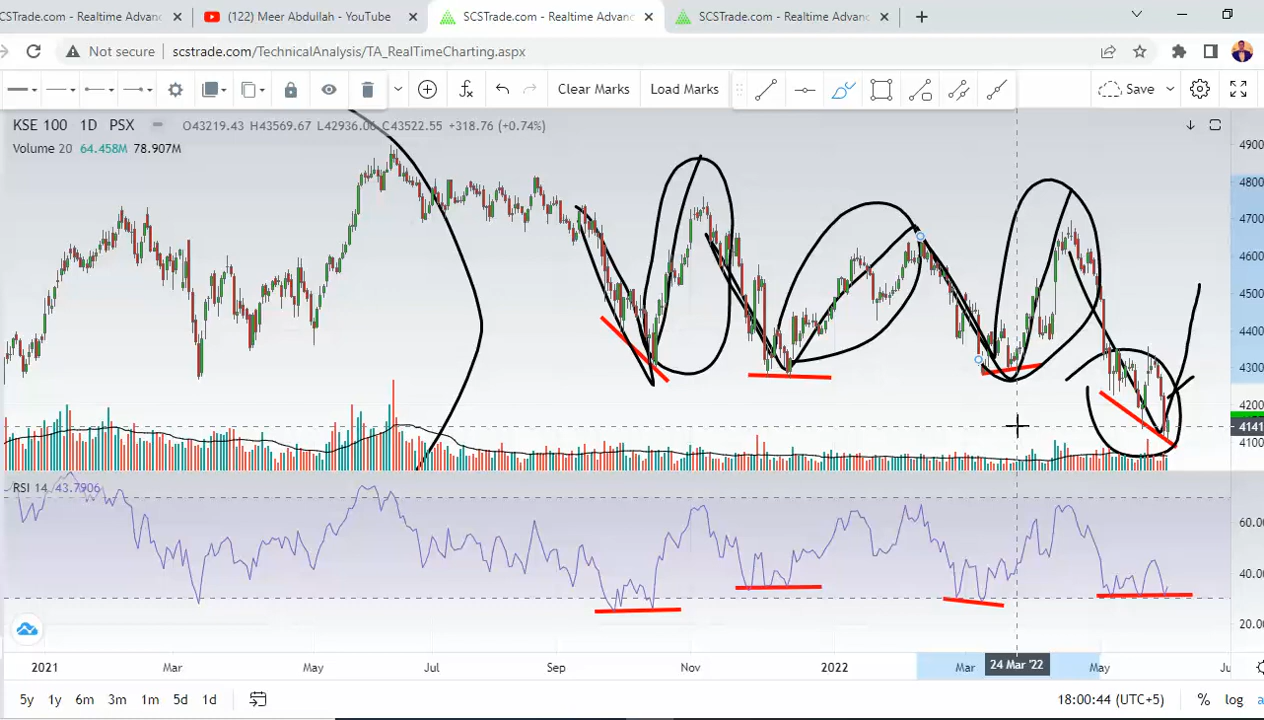 SCSTrade.com - Realtime Advanc
(122) Meer Abdullah - YouTube
SCSTrade.com - Realtime Advanc
SCSTrade.com - Realtime Advanc
Not secure
scstrade.com/TechnicalAnalysis/TA_RealTimeCharting.aspx
Clear Marks
Load Marks
Save
KSE 100 1D PSX
O43219.43 H43569.67 L42936.06 C43522.55 +318.76 (+0.74%)
Volume 20 64.458M 78.907M
4900
4800
4700
4600
4500
4400
4300
4200
4141
4100
RSI 14 43.7906
60.00
40.00
20.00
2021 Mar May Jul Sep Nov 2022 Mar 24 Mar '22 May Ju
5y 1y 6m 3m 1m 5d 1d
18:00:44 (UTC+5) % log a